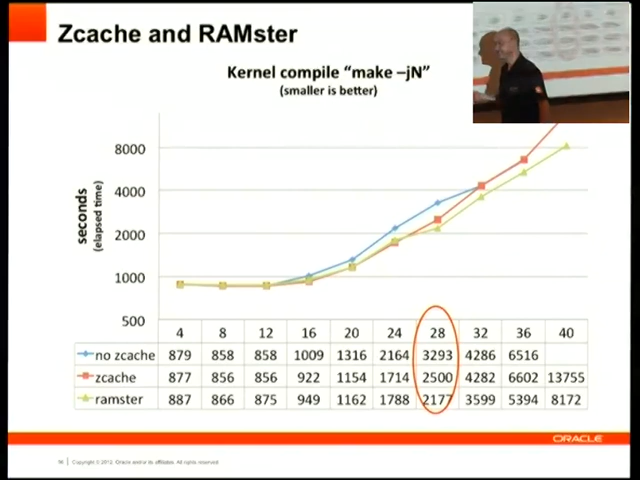 Zcache and RAMster
Kernel compile “make –jN”
(smaller is better)
8000
4000
2000
1000
500
seconds
(elapsed time)
4 8 12 16 20 24 28 32 36 40
no zcache 879 858 858 1009 1316 2164 3293 4286 6516
zcache 877 856 856 922 1154 1714 2500 4282 6602 13755
ramster 887 866 875 949 1162 1788 2177 3599 5394 8172
ORACLE
Copyright © 2012, Oracle and/or its affiliates. All rights reserved.